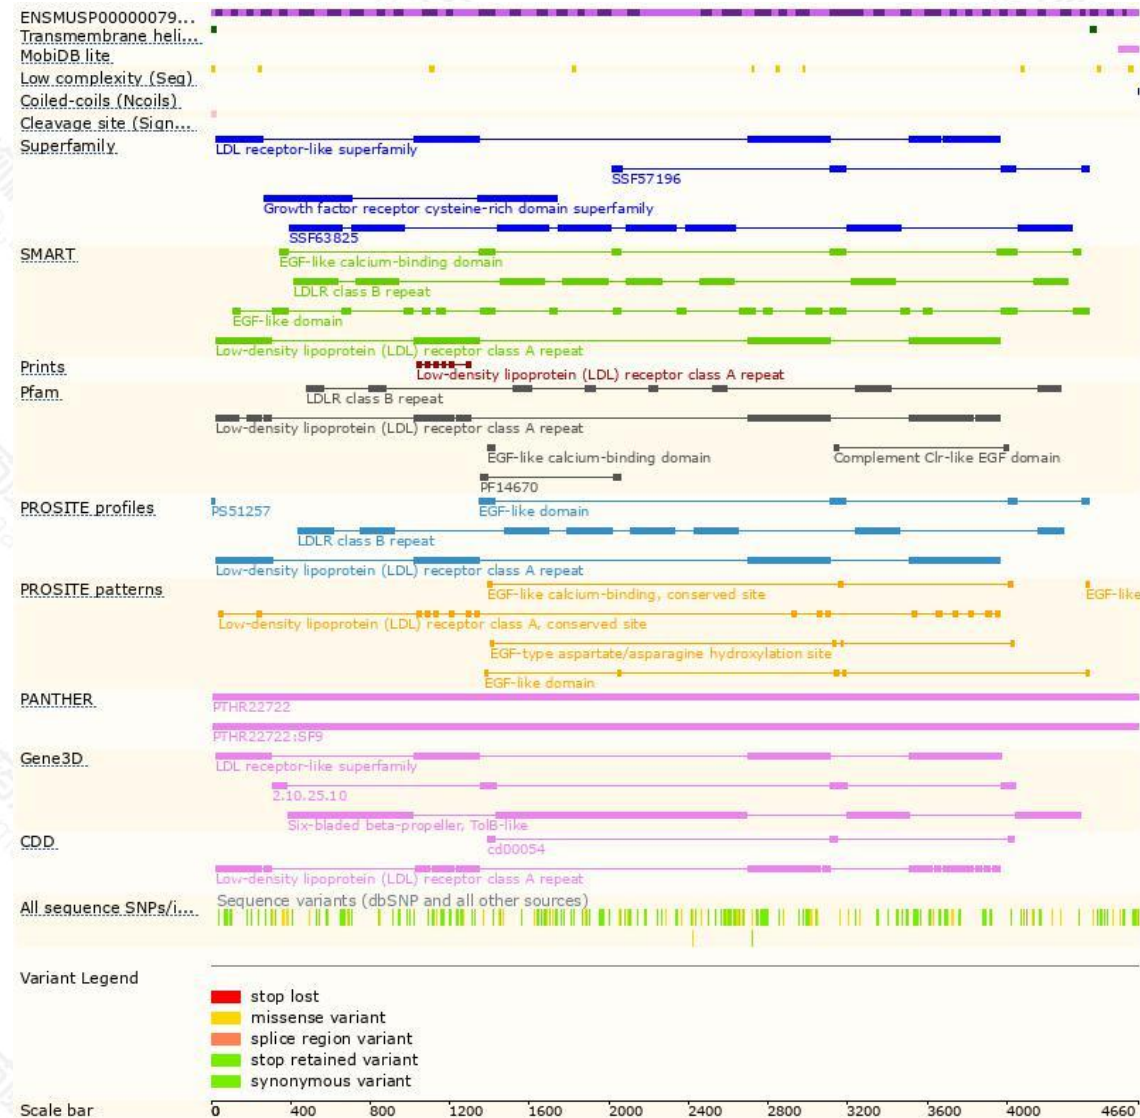 ENSMUSP00000079...
Transmembrane heli...
MobiDB lite
Low complexity (Seg)
Coiled-coils (Ncoils)
Cleavage site (Sign...
Superfamily
LDL receptor-like superfamily
SSF57196
Growth factor receptor cysteine-rich domain superfamily
SSF63825
SMART
EGF-like calcium-binding domain
LDLR class B repeat
EGF-like domain
Low-density lipoprotein (LDL) receptor class A repeat
Prints
Low-density lipoprotein (LDL) receptor class A repeat
Pfam
LDLR class B repeat
Low-density lipoprotein (LDL) receptor class A repeat
EGF-like calcium-binding domain Complement Clr-like EGF domain
PF14670
PROSITE profiles
PS51257 EGF-like domain
LDLR class B repeat
Low-density lipoprotein (LDL) receptor class A repeat
PROSITE patterns
EGF-like calcium-binding, conserved site EGF-like
Low-density lipoprotein (LDL) receptor class A, conserved site
EGF-type aspartate/asparagine hydroxylation site
EGF-like domain
PANTHER
PTHR22722
PTHR22722:SF9
Gene3D
LDL receptor-like superfamily
2.10.25.10
Six-bladed beta-propeller, TolB-like
CDD
cd00054
Low-density lipoprotein (LDL) receptor class A repeat
All sequence SNPs/i...
Sequence variants (dbSNP and all other sources)
Variant Legend
stop lost
missense variant
splice region variant
stop retained variant
synonymous variant
Scale bar 0 400 800 1200 1600 2000 2400 2800 3200 3600 4000 4660